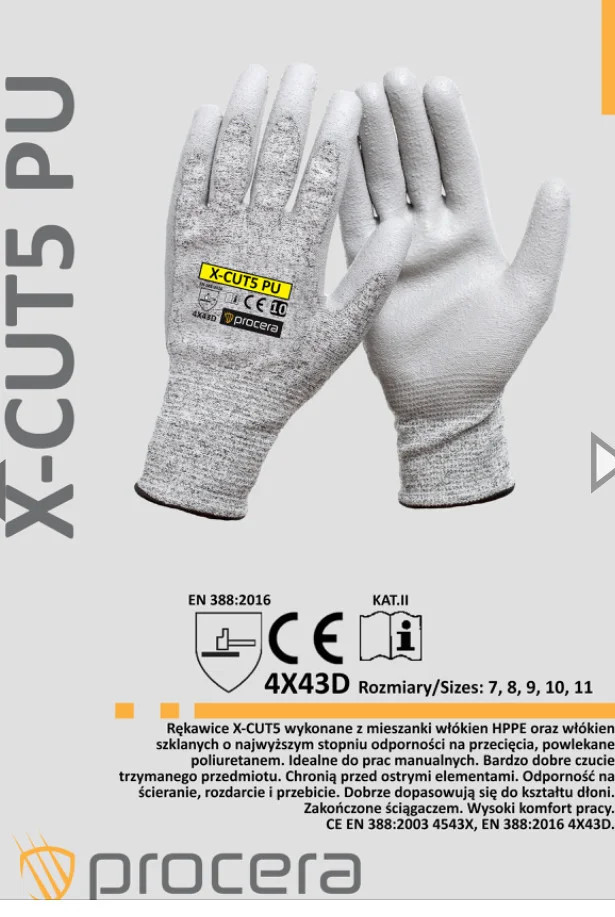 X-CUT5 PU
X-CUT5 PU
EN 388:2016
CE 10
4X43D procera
EN 388:2016
KAT.II
CE
i
4X43D Rozmiary/Sizes: 7, 8, 9, 10, 11
Rękawice X-CUT5 wykonane z mieszanki włókien HPPE oraz włókien
szklanych o najwyższym stopniu odporności na przecięcia, powlekane
poliuretanem. Idealne do prac manualnych. Bardzo dobre czucie
trzymanego przedmiotu. Chronią przed ostrymi elementami. Odporność na
ścieranie, rozdarcie i przebicie. Dobrze dopasowują się do kształtu dłoni.
Zakończone ściągaczem. Wysoki komfort pracy.
CE EN 388:2003 4543X, EN 388:2016 4X43D.
procera